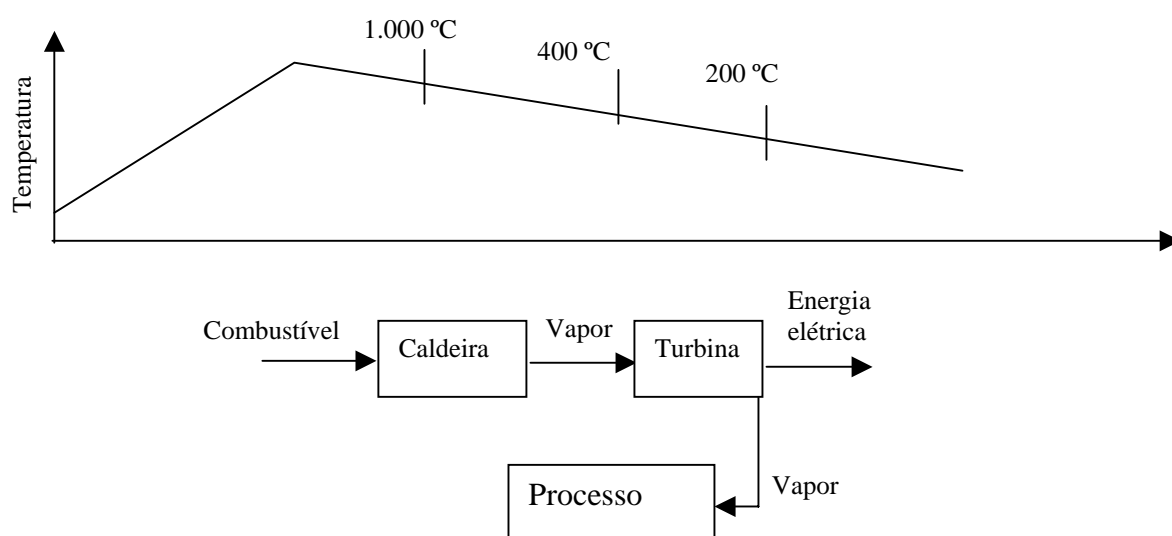 1.000 ºC
400 ºC
200 ºC
Temperatura
Energia
elétrica
Combustível
Vapor
Caldeira
Turbina
Processo
Vapor